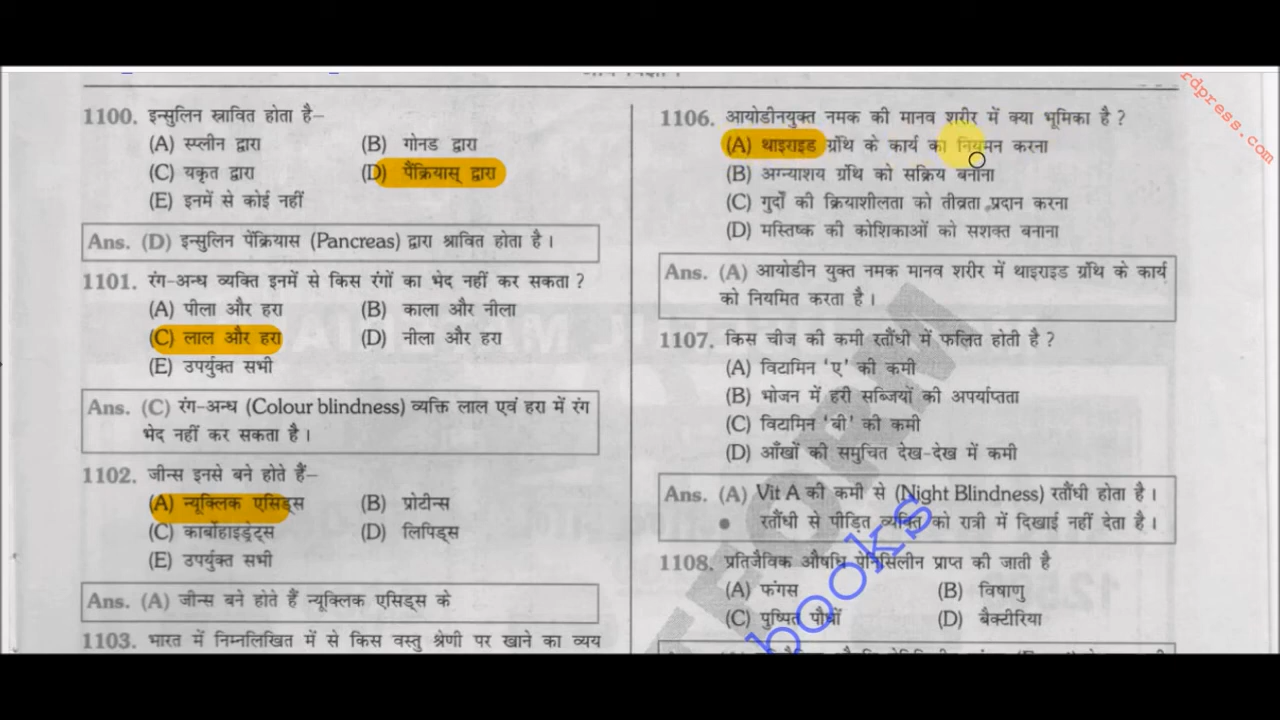 1100. इन्सुलिन स्रावित होता है–
(A) स्प्लीन द्वारा (B) गोनड द्वारा
(C) यकृत द्वारा (D) पैंक्रियास् द्वारा
(E) इनमें से कोई नहीं
Ans. (D) इन्सुलिन पेंक्रियास (Pancreas) द्वारा श्रावित होता है।
1101. रंग-अन्ध व्यक्ति इनमें से किस रंगों का भेद नहीं कर सकता ?
(A) पीला और हरा (B) काला और नीला
(C) लाल और हरा (D) नीला और हरा
(E) उपर्युक्त सभी
Ans. (C) रंग-अन्ध (Colour blindness) व्यक्ति लाल एवं हरा में रंग
भेद नहीं कर सकता है।
1102. जीन्स इनसे बने होते हैं–
(A) न्यूक्लिक एसिड्स (B) प्रोटीन्स
(C) कार्बोहाइड्रेट्स (D) लिपिड्स
(E) उपर्युक्त सभी
Ans. (A) जीन्स बने होते हैं न्यूक्लिक एसिड्स के
1103. भारत में निम्नलिखित में से किस वस्तु श्रेणी पर खाने का व्यय
1106. आयोडीनयुक्त नमक की मानव शरीर में क्या भूमिका है ?
(A) थाइराइड ग्रंथि के कार्य का नियमन करना
(B) अग्न्याशय ग्रंथि को सक्रिय बनाना
(C) गुर्दों की क्रियाशीलता को तीव्रता प्रदान करना
(D) मस्तिष्क की कोशिकाओं को सशक्त बनाना
Ans. (A) आयोडीन युक्त नमक मानव शरीर में थाइराइड ग्रंथि के कार्य
को नियमित करता है।
1107. किस चीज की कमी रतौंधी में फलित होती है ?
(A) विटामिन ‘ए’ की कमी
(B) भोजन में हरी सब्जियों की अपर्याप्तता
(C) विटामिन ‘बी’ की कमी
(D) आँखों की समुचित देख-देख में कमी
Ans. (A) Vit A की कमी से (Night Blindness) रतौंधी होता है।
● रतौंधी से पीड़ित व्यक्ति को रात्री में दिखाई नहीं देता है।
1108. प्रतिजैविक औषधि पेनिसिलीन प्राप्त की जाती है
(A) फंगस (B) विषाणु
(C) पुष्पित पौधों (D) बैक्टीरिया
rdpress.com
books